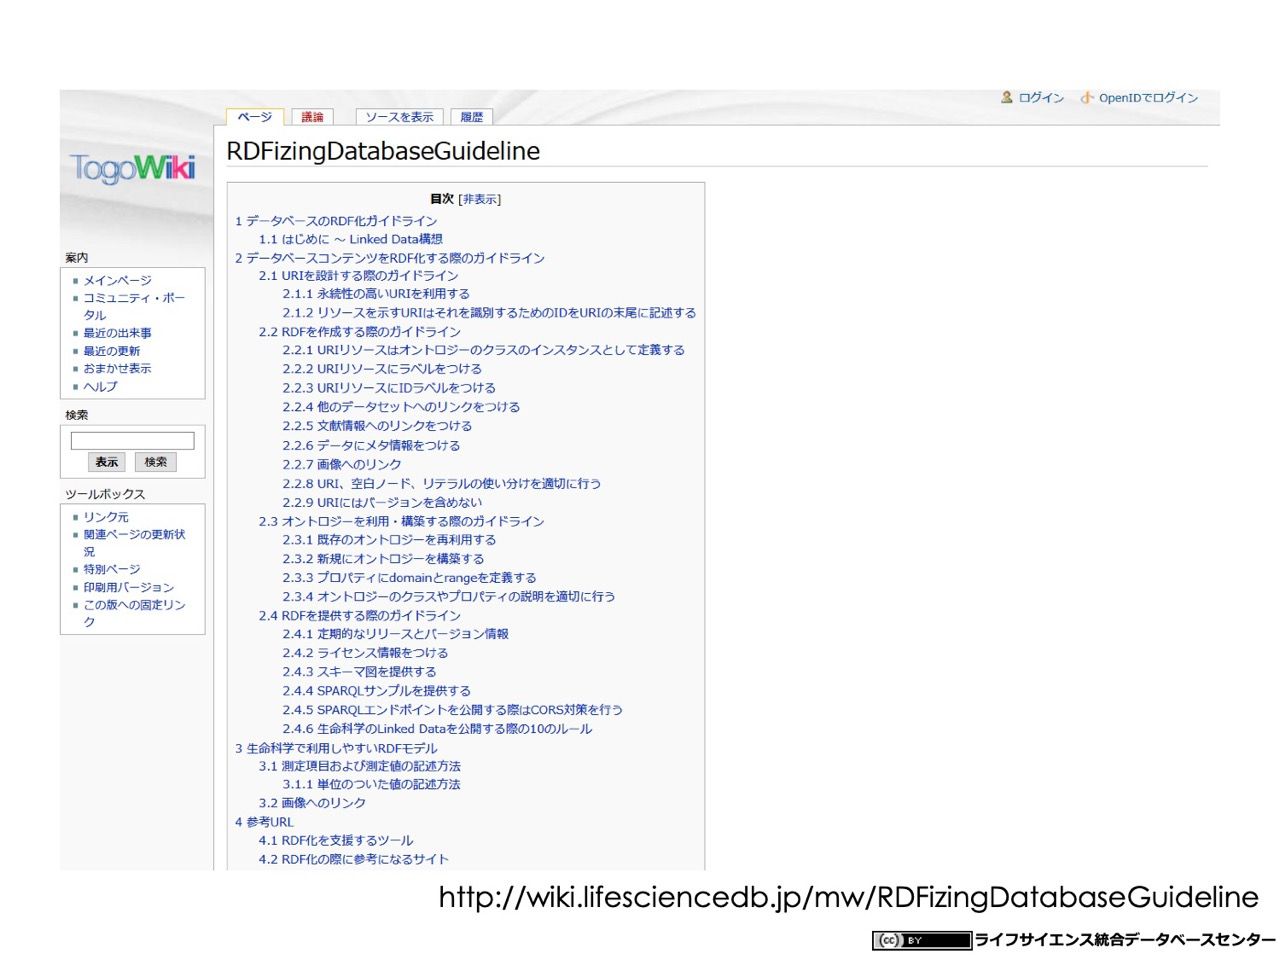 ログイン OpenIDでログイン
ページ 議論 ソースを表示 履歴
TogoWiki
RDFizingDatabaseGuideline
案内
メインページ
コミュニティ・ポー
タル
最近の出来事
最近の更新
おまかせ表示
ヘルプ
検索
表示 検索
ツールボックス
リンク元
関連ページの更新状
況
特別ページ
印刷用バージョン
この版への固定リン
ク
目次 [非表示]
1 データベースのRDF化ガイドライン
1.1 はじめに ～ Linked Data構想
2 データベースコンテンツをRDF化する際のガイドライン
2.1 URIを設計する際のガイドライン
2.1.1 永続性の高いURIを利用する
2.1.2 リソースを示すURIはそれを識別するためのIDをURIの末尾に記述する
2.2 RDFを作成する際のガイドライン
2.2.1 URIリソースはオントロジーのクラスのインスタンスとして定義する
2.2.2 URIリソースにラベルをつける
2.2.3 URIリソースにIDラベルをつける
2.2.4 他のデータセットへのリンクをつける
2.2.5 文献情報へのリンクをつける
2.2.6 データにメタ情報をつける
2.2.7 画像へのリンク
2.2.8 URI、空白ノード、リテラルの使い分けを適切に行う
2.2.9 URIにはバージョンを含めない
2.3 オントロジーを利用・構築する際のガイドライン
2.3.1 既存のオントロジーを再利用する
2.3.2 新規にオントロジーを構築する
2.3.3 プロパティにdomainとrangeを定義する
2.3.4 オントロジーのクラスやプロパティの説明を適切に行う
2.4 RDFを提供する際のガイドライン
2.4.1 定期的なリリースとバージョン情報
2.4.2 ライセンス情報をつける
2.4.3 スキーマ図を提供する
2.4.4 SPARQLサンプルを提供する
2.4.5 SPARQLエンドポイントを公開する際はCORS対策を行う
2.4.6 生命科学のLinked Dataを公開する際の10のルール
3 生命科学で利用しやすいRDFモデル
3.1 測定項目および測定値の記述方法
3.1.1 単位のついた値の記述方法
3.2 画像へのリンク
4 参考URL
4.1 RDF化を支援するツール
4.2 RDF化の際に参考になるサイト
http://wiki.lifesciencedb.jp/mw/RDFizingDatabaseGuideline
cc BY ライフサイエンス統合データベースセンター